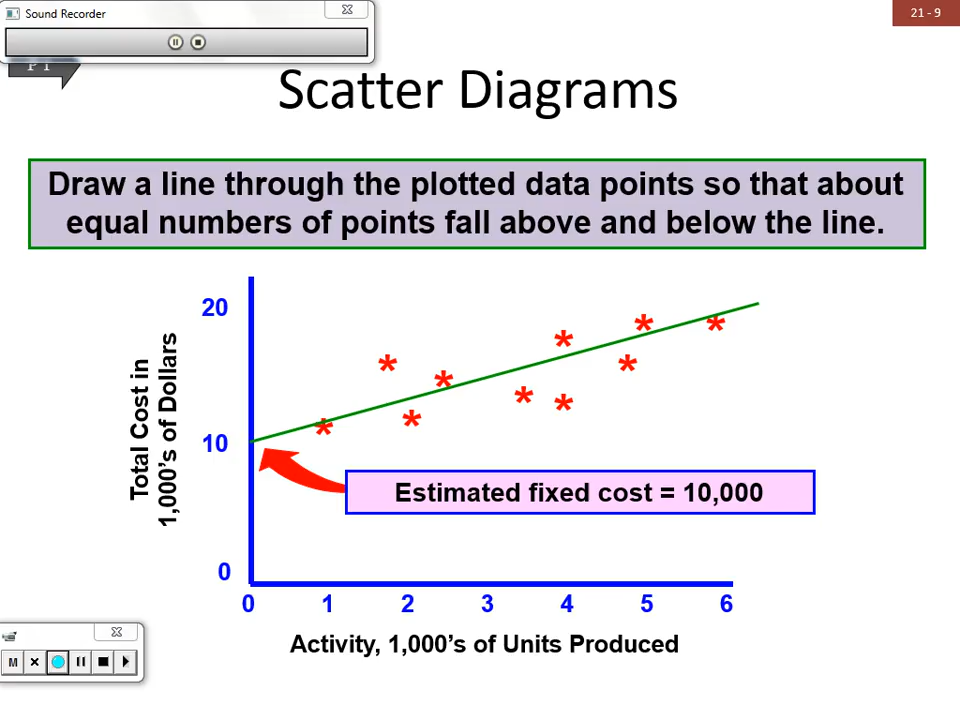 Sound Recorder
21 - 9
P 1
Scatter Diagrams
Draw a line through the plotted data points so that about
equal numbers of points fall above and below the line.
Total Cost in
1,000's of Dollars
20
10
0
Estimated fixed cost = 10,000
0 1 2 3 4 5 6
Activity, 1,000's of Units Produced
M